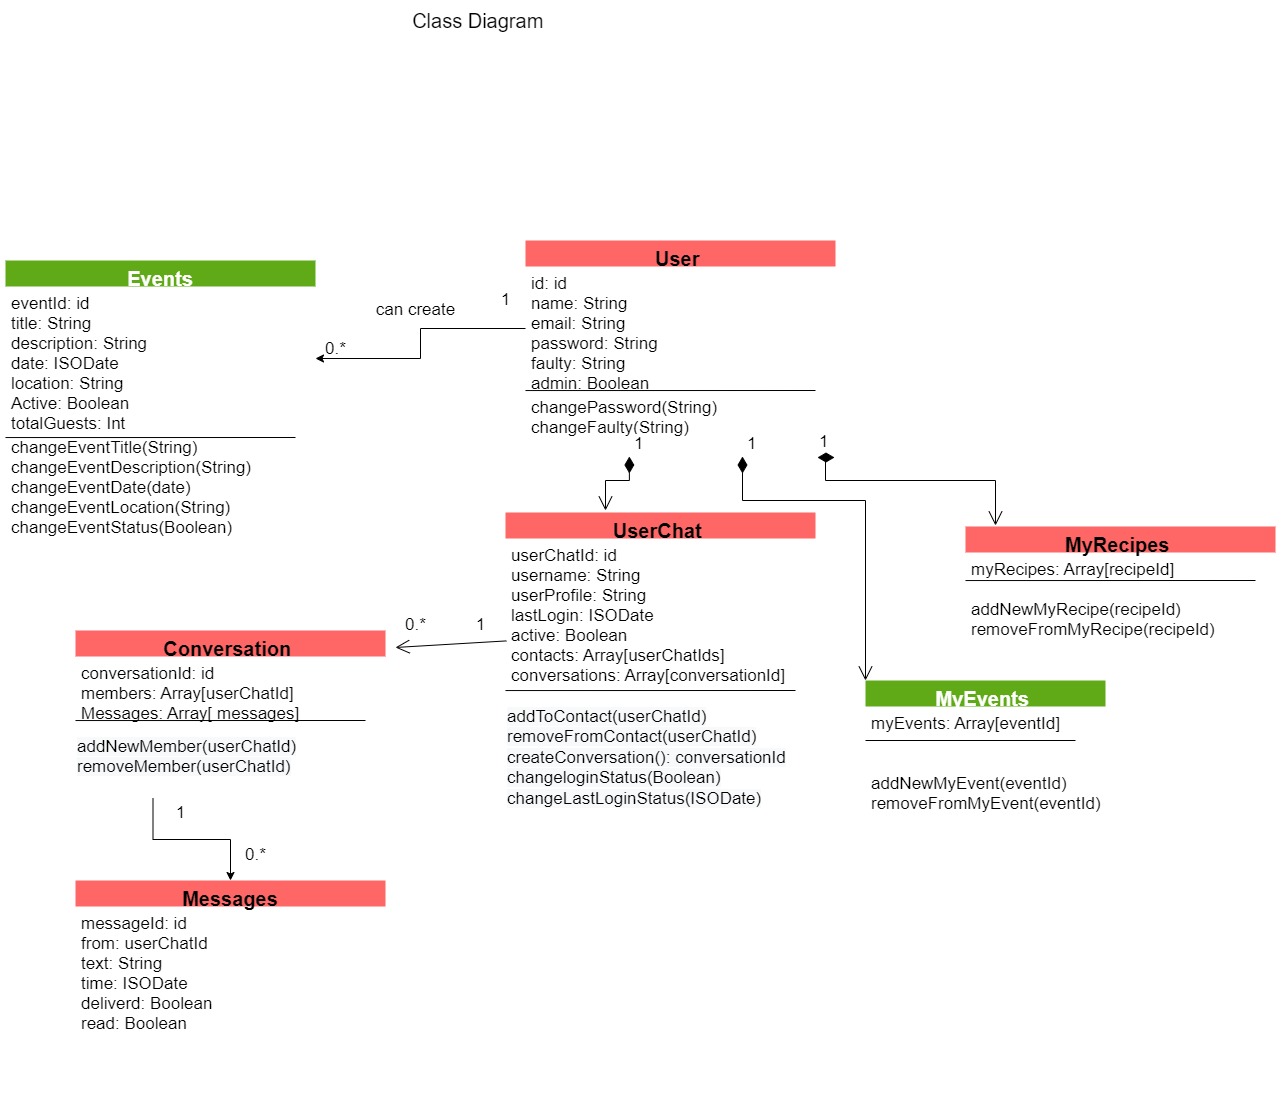 Class Diagram
User
id: id
name: String
email: String
password: String
faulty: String
admin: Boolean
changePassword(String)
changeFaulty(String)
Events
eventId: id
title: String
description: String
date: ISODate
location: String
Active: Boolean
totalGuests: Int
changeEventTitle(String)
changeEventDescription(String)
changeEventDate(date)
changeEventLocation(String)
changeEventStatus(Boolean)
can create
1
0.*
1
1
1
UserChat
userChatId: id
username: String
userProfile: String
lastLogin: ISODate
active: Boolean
contacts: Array[userChatIds]
conversations: Array[conversationId]
addToContact(userChatId)
removeFromContact(userChatId)
createConversation(): conversationId
changeloginStatus(Boolean)
changeLastLoginStatus(ISODate)
MyRecipes
myRecipes: Array[recipeId]
addNewMyRecipe(recipeId)
removeFromMyRecipe(recipeId)
0.*
1
Conversation
conversationId: id
members: Array[userChatId]
Messages: Array[ messages]
addNewMember(userChatId)
removeMember(userChatId)
MyEvents
myEvents: Array[eventId]
addNewMyEvent(eventId)
removeFromMyEvent(eventId)
1
0.*
Messages
messageId: id
from: userChatId
text: String
time: ISODate
deliverd: Boolean
read: Boolean